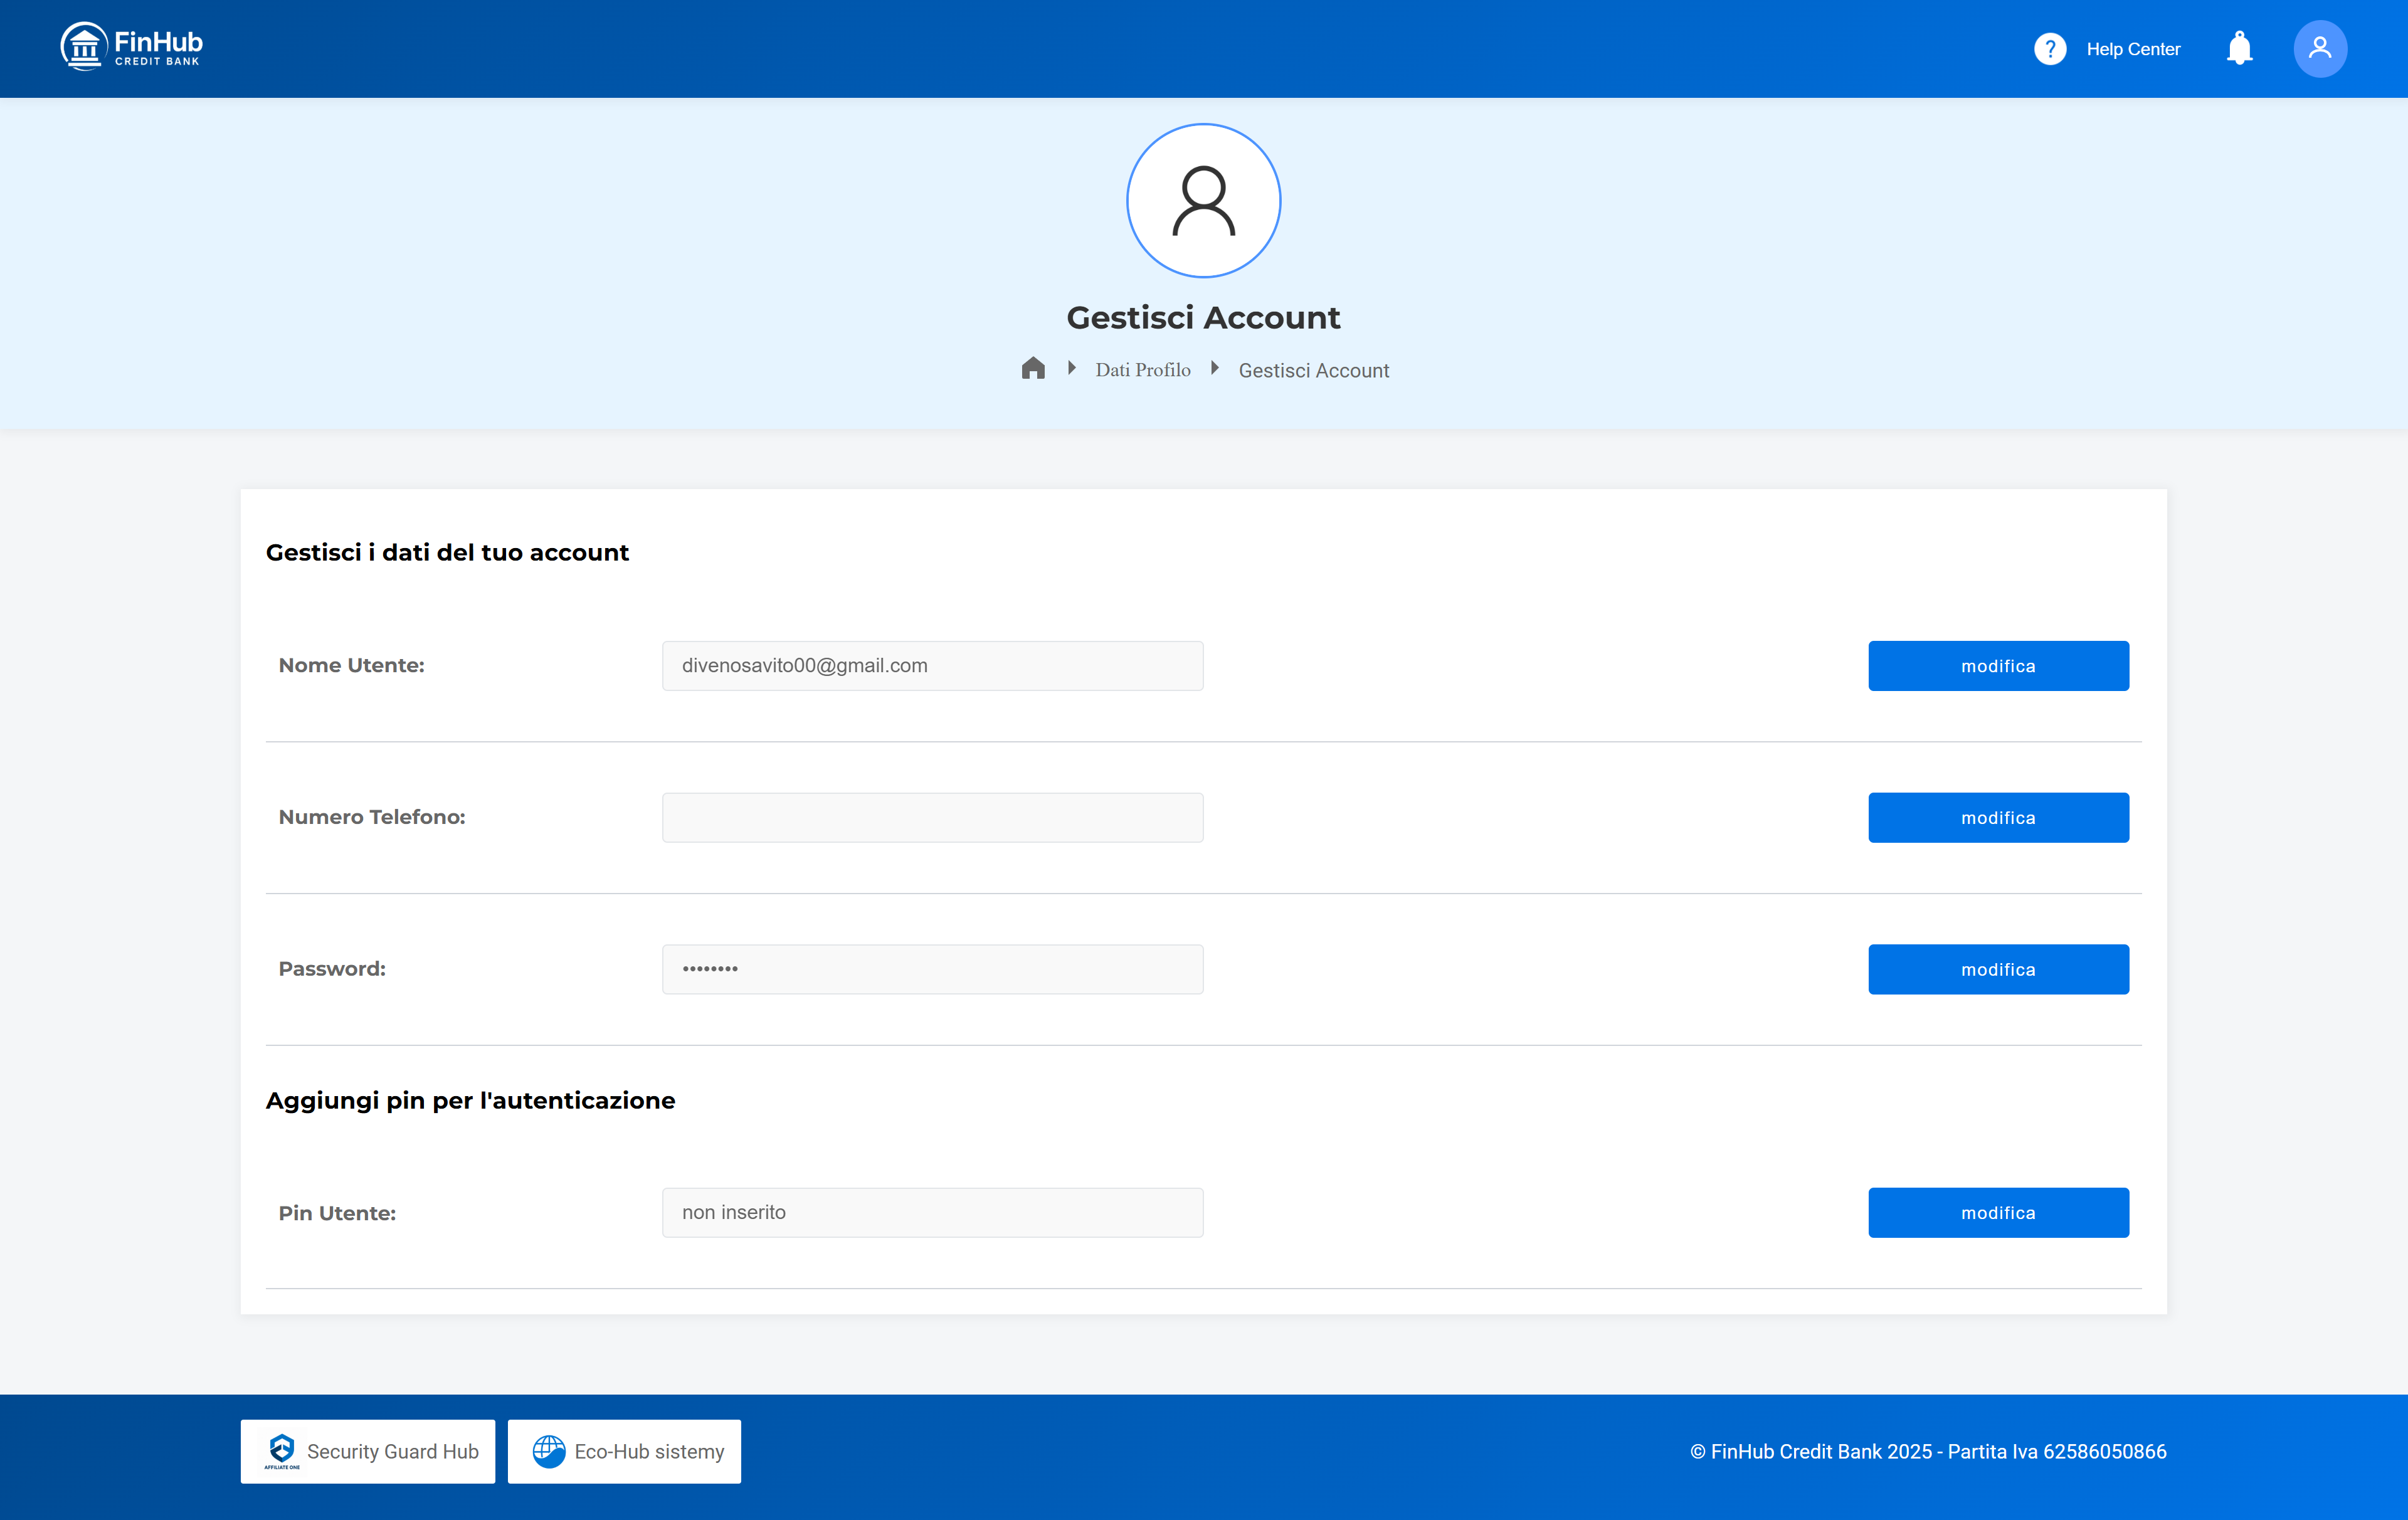 FinHub
CREDIT BANK
? Help Center
Gestisci Account
Dati Profilo Gestisci Account
Gestisci i dati del tuo account
Nome Utente: divenosavito00@gmail.com modifica
Numero Telefono: modifica
Password: •••••••• modifica
Aggiungi pin per l'autenticazione
Pin Utente: non inserito modifica
AFFILIATE ONE Security Guard Hub Eco-Hub sistemy © FinHub Credit Bank 2025 - Partita Iva 62586050866